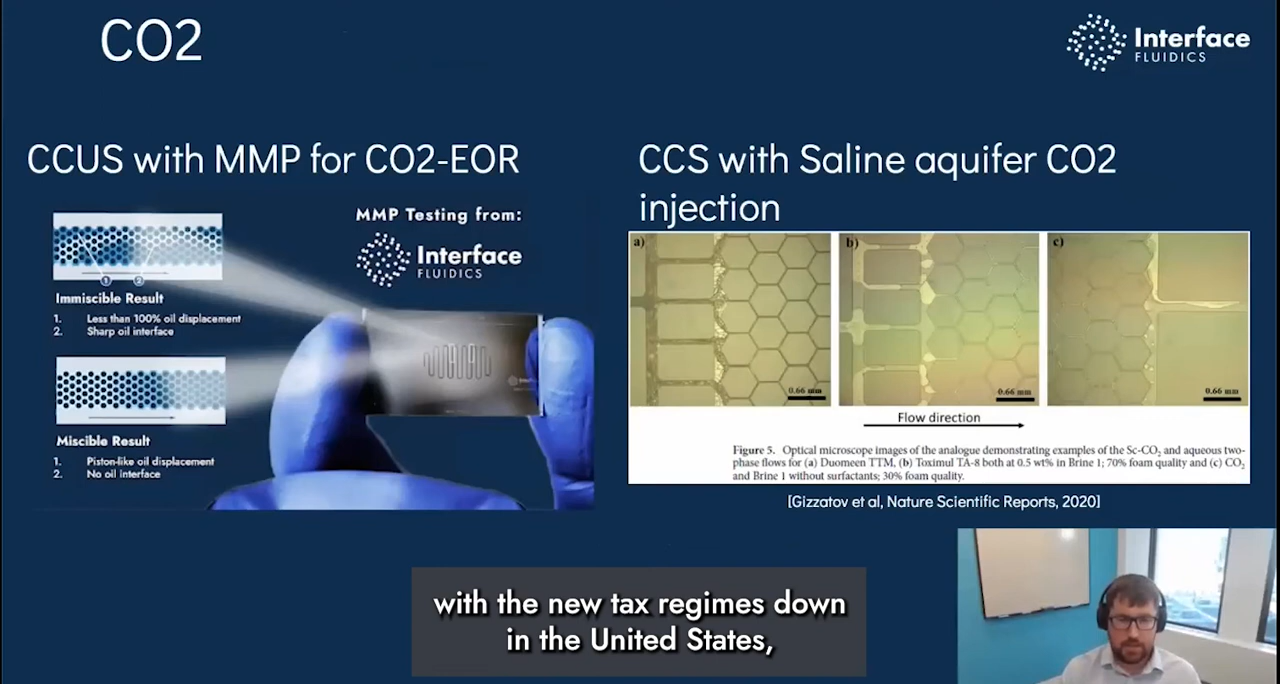 CO2
Interface
FLUIDICS
CCUS with MMP for CO2-EOR
MMP Testing from:
Interface
FLUIDICS
1 2
Immiscible Result
1. Less than 100% oil displacement
2. Sharp oil interface
Miscible Result
1. Piston-like oil displacement
2. No oil interface
CCS with Saline aquifer CO2
injection
a) b) c)
0.66 mm 0.66 mm 0.66 mm
Flow direction
Figure 5. Optical microscope images of the analogue demonstrating examples of the Sc-CO₂ and aqueous two-
phase flows for (a) Duomeen TTM, (b) Toximul TA-8 both at 0.5 wt% in Brine 1; 70% foam quality and (c) CO₂
and Brine 1 without surfactants; 30% foam quality.
[Gizzatov et al, Nature Scientific Reports, 2020]
with the new tax regimes down
in the United States,